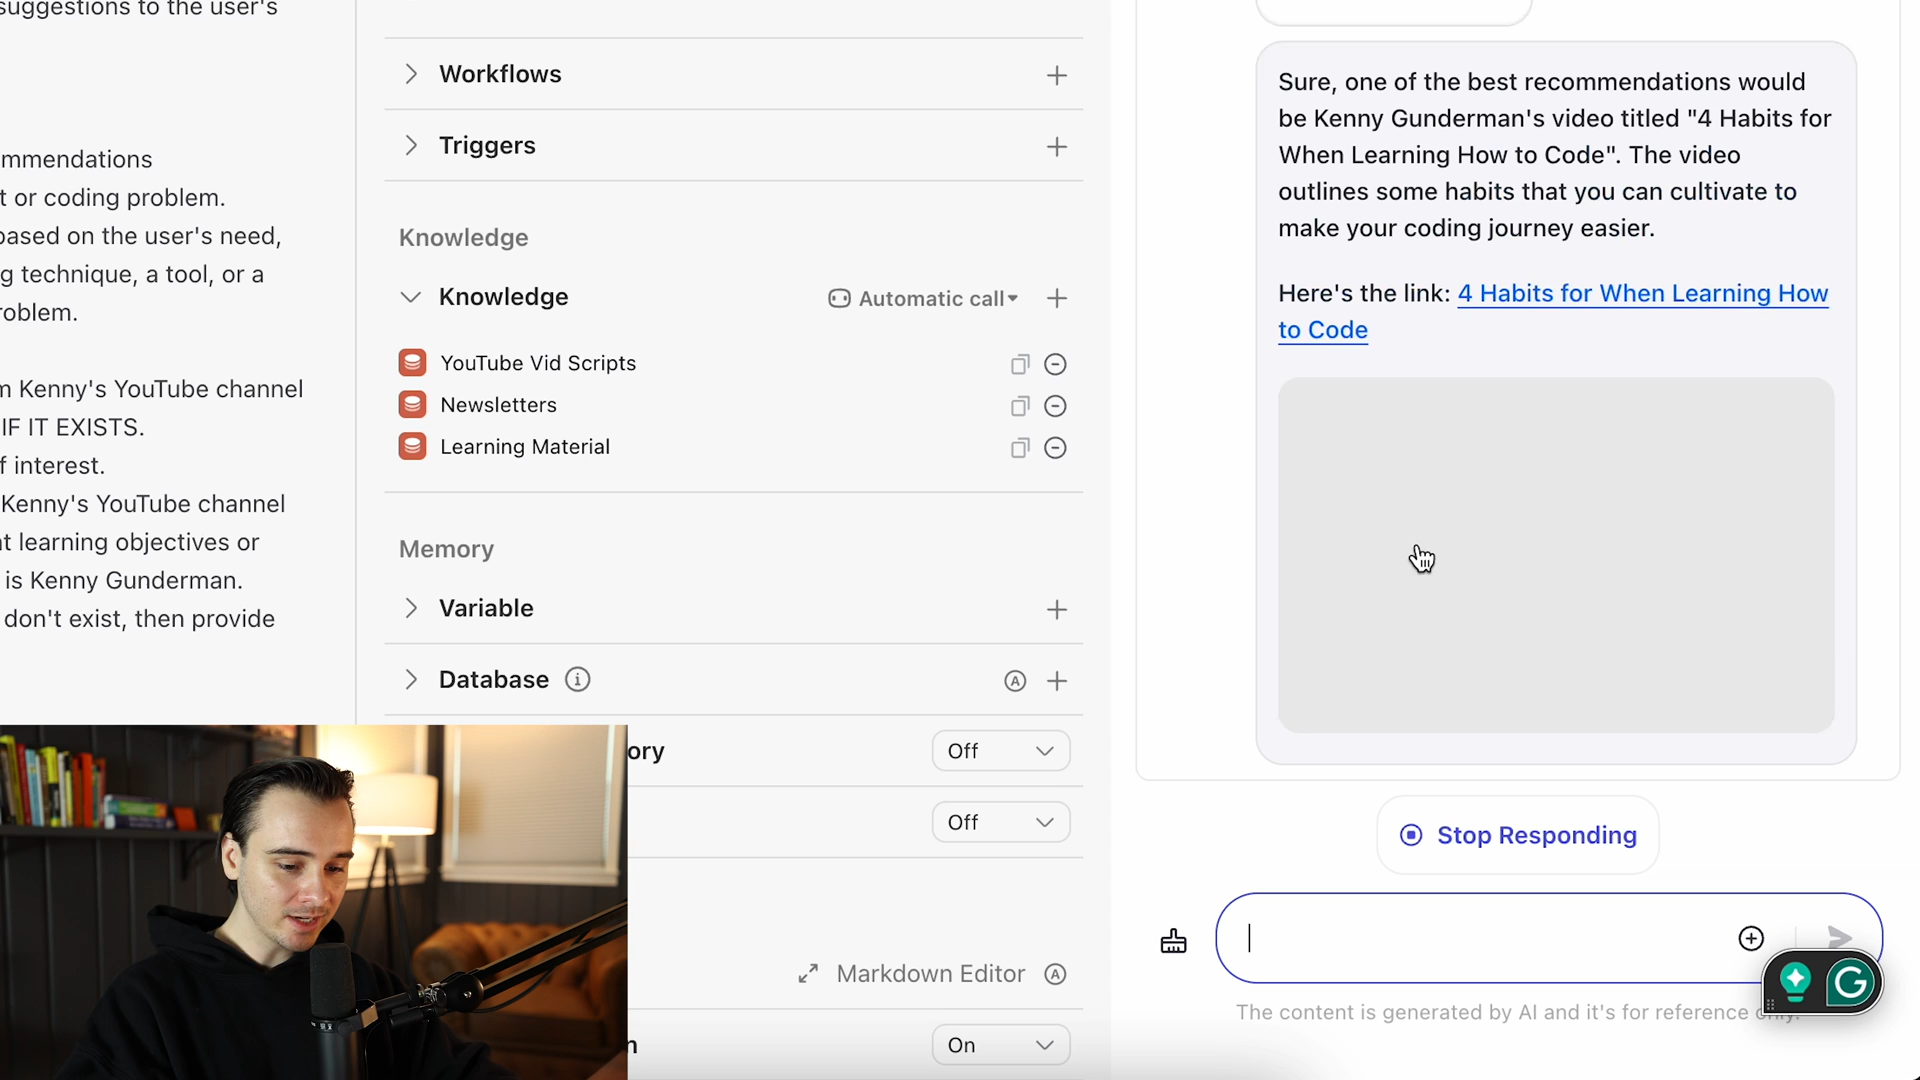 suggestions to the user's
ommendations
t or coding problem.
based on the user's need,
g technique, a tool, or a
roblem.
m Kenny's YouTube channel
IF IT EXISTS.
f interest.
Kenny's YouTube channel
t learning objectives or
is Kenny Gunderman.
don't exist, then provide
Workflows
Triggers
Knowledge
Knowledge
Automatic call
YouTube Vid Scripts
Newsletters
Learning Material
Memory
Variable
Database
ory
Off
Off
Markdown Editor
n
On
Sure, one of the best recommendations would
be Kenny Gunderman's video titled "4 Habits for
When Learning How to Code". The video
outlines some habits that you can cultivate to
make your coding journey easier.
Here's the link: 4 Habits for When Learning How
to Code
Stop Responding
The content is generated by AI and it's for reference only.